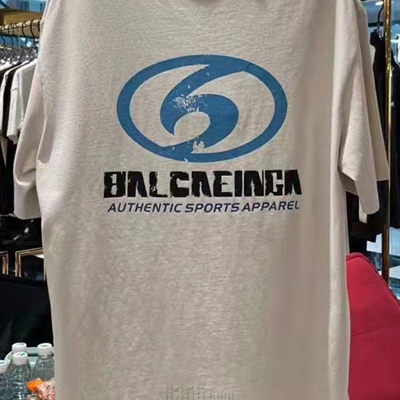 BALCAEINGA
AUTHENTIC SPORTS APPAREL